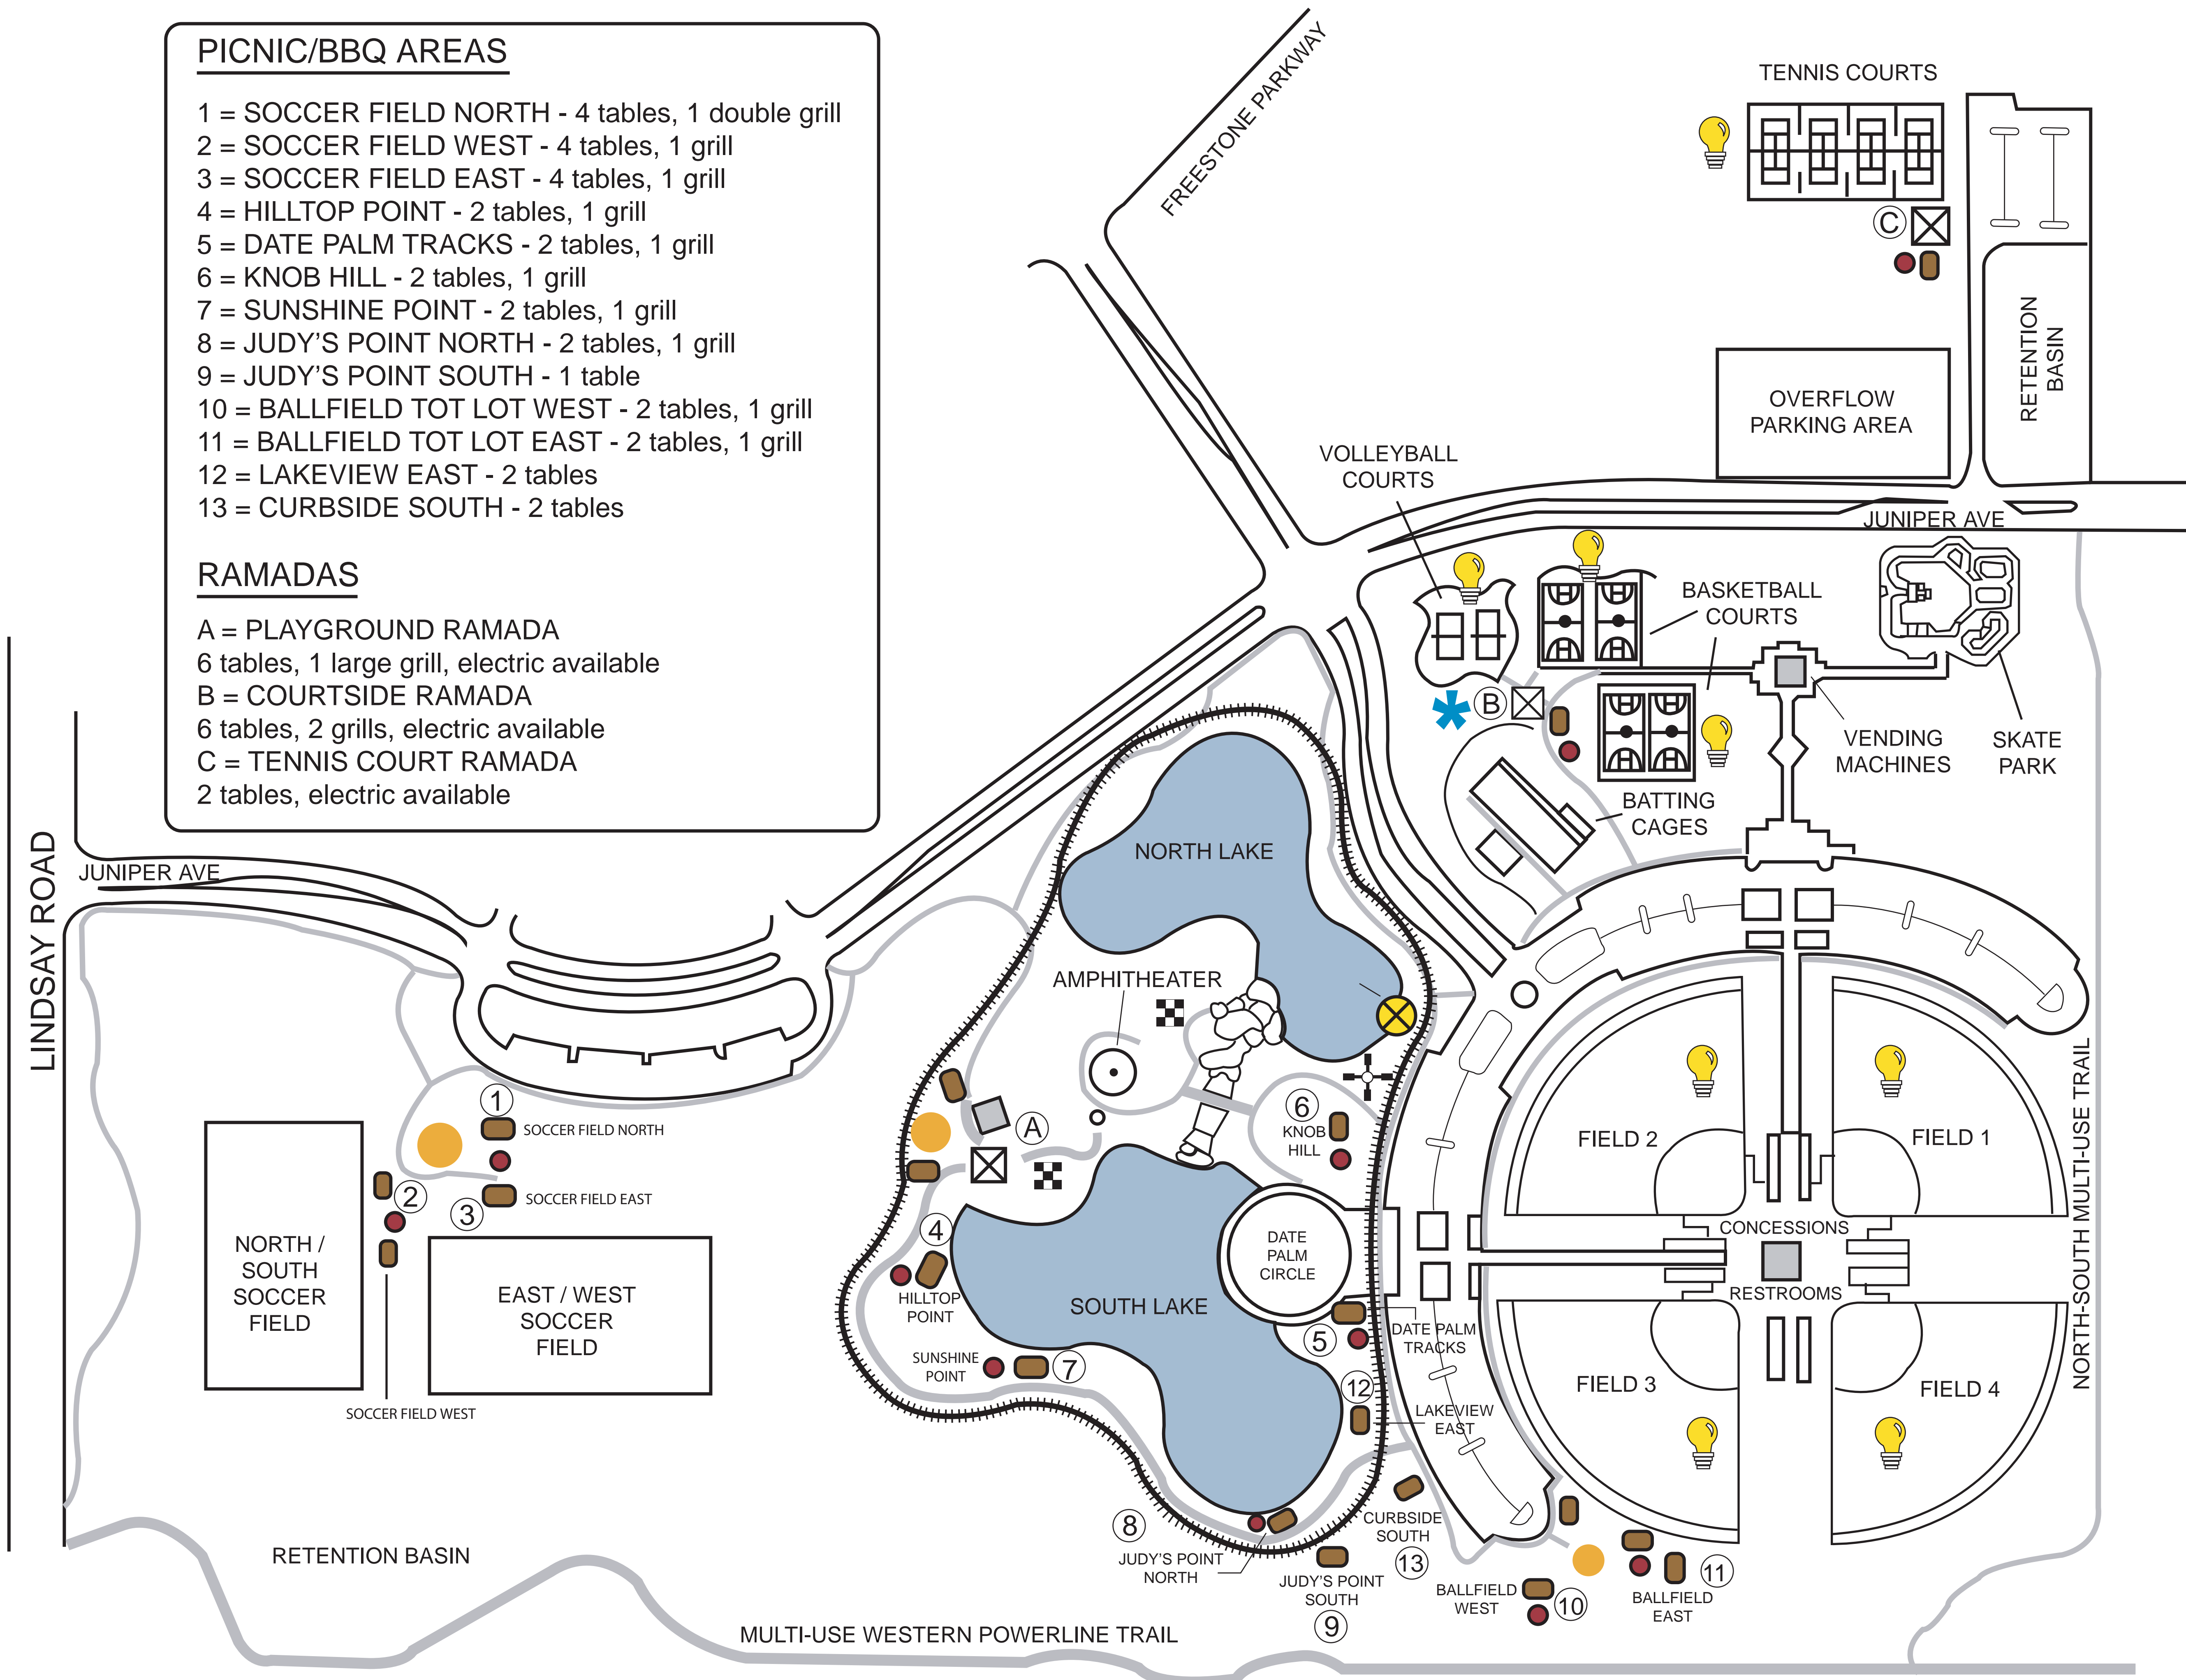 PICNIC/BBQ AREAS
1 = SOCCER FIELD NORTH - 4 tables, 1 double grill
2 = SOCCER FIELD WEST - 4 tables, 1 grill
3 = SOCCER FIELD EAST - 4 tables, 1 grill
4 = HILLTOP POINT - 2 tables, 1 grill
5 = DATE PALM TRACKS - 2 tables, 1 grill
6 = KNOB HILL - 2 tables, 1 grill
7 = SUNSHINE POINT - 2 tables, 1 grill
8 = JUDY'S POINT NORTH - 2 tables, 1 grill
9 = JUDY'S POINT SOUTH - 1 table
10 = BALLFIELD TOT LOT WEST - 2 tables, 1 grill
11 = BALLFIELD TOT LOT EAST - 2 tables, 1 grill
12 = LAKEVIEW EAST - 2 tables
13 = CURBSIDE SOUTH - 2 tables
RAMADAS
A = PLAYGROUND RAMADA
6 tables, 1 large grill, electric available
B = COURTSIDE RAMADA
6 tables, 2 grills, electric available
C = TENNIS COURT RAMADA
2 tables, electric available
FREESTONE PARKWAY
TENNIS COURTS
C
RETENTION
BASIN
OVERFLOW
PARKING AREA
VOLLEYBALL
COURTS
JUNIPER AVE
BASKETBALL
COURTS
B
VENDING
MACHINES
SKATE
PARK
BATTING
CAGES
LINDSAY ROAD
JUNIPER AVE
NORTH LAKE
AMPHITHEATER
1
SOCCER FIELD NORTH
2
3
SOCCER FIELD EAST
NORTH /
SOUTH
SOCCER
FIELD
EAST / WEST
SOCCER
FIELD
SOCCER FIELD WEST
A
6
KNOB
HILL
4
HILLTOP
POINT
SOUTH LAKE
DATE
PALM
CIRCLE
5
DATE PALM
TRACKS
SUNSHINE
POINT
7
12
LAKEVIEW
EAST
FIELD 2
FIELD 1
CONCESSIONS
RESTROOMS
FIELD 3
FIELD 4
NORTH-SOUTH MULTI-USE TRAIL
8
JUDY'S POINT
NORTH
CURBSIDE
SOUTH
13
JUDY'S POINT
SOUTH
9
BALLFIELD
WEST
10
11
BALLFIELD
EAST
RETENTION BASIN
MULTI-USE WESTERN POWERLINE TRAIL